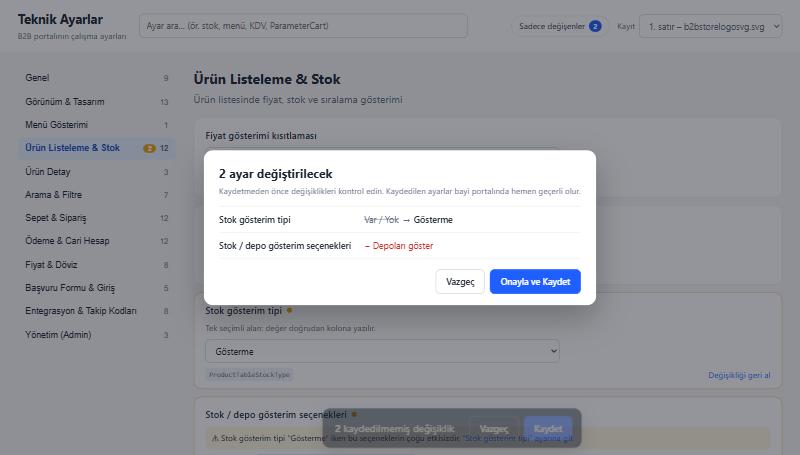 Teknik Ayarlar
B2B portalının çalışma ayarları
Ayar ara... (ör. stok, menü, KDV, ParameterCart)
Sadece değişenler 2
Kayıt
1. satır – b2bstorelogosvg.svg
Genel 9
Görünüm & Tasarım 13
Menü Gösterimi 1
Ürün Listeleme & Stok 2 12
Ürün Detay 3
Arama & Filtre 7
Sepet & Sipariş 12
Ödeme & Cari Hesap 12
Fiyat & Döviz 8
Başvuru Formu & Giriş 5
Entegrasyon & Takip Kodları 8
Yönetim (Admin) 3
Ürün Listeleme & Stok
Ürün listesinde fiyat, stok ve sıralama gösterimi
Fiyat gösterimi kısıtlaması
2 ayar değiştirilecek
Kaydetmeden önce değişiklikleri kontrol edin. Kaydedilen ayarlar bayi portalında hemen geçerli olur.
Stok gösterim tipi Var / Yok → Gösterme
Stok / depo gösterim seçenekleri − Depoları göster
Vazgeç
Onayla ve Kaydet
Stok gösterim tipi
Tek seçimli alan: değer doğrudan kolona yazılır.
Gösterme
ProductTableStockType
Değişikliği geri al
Stok / depo gösterim seçenekleri
2 kaydedilmemiş değişiklik
Vazgeç
Kaydet
⚠ Stok gösterim tipi "Gösterme" iken bu seçeneklerin çoğu etkisizdir. "Stok gösterim tipi" ayarına git